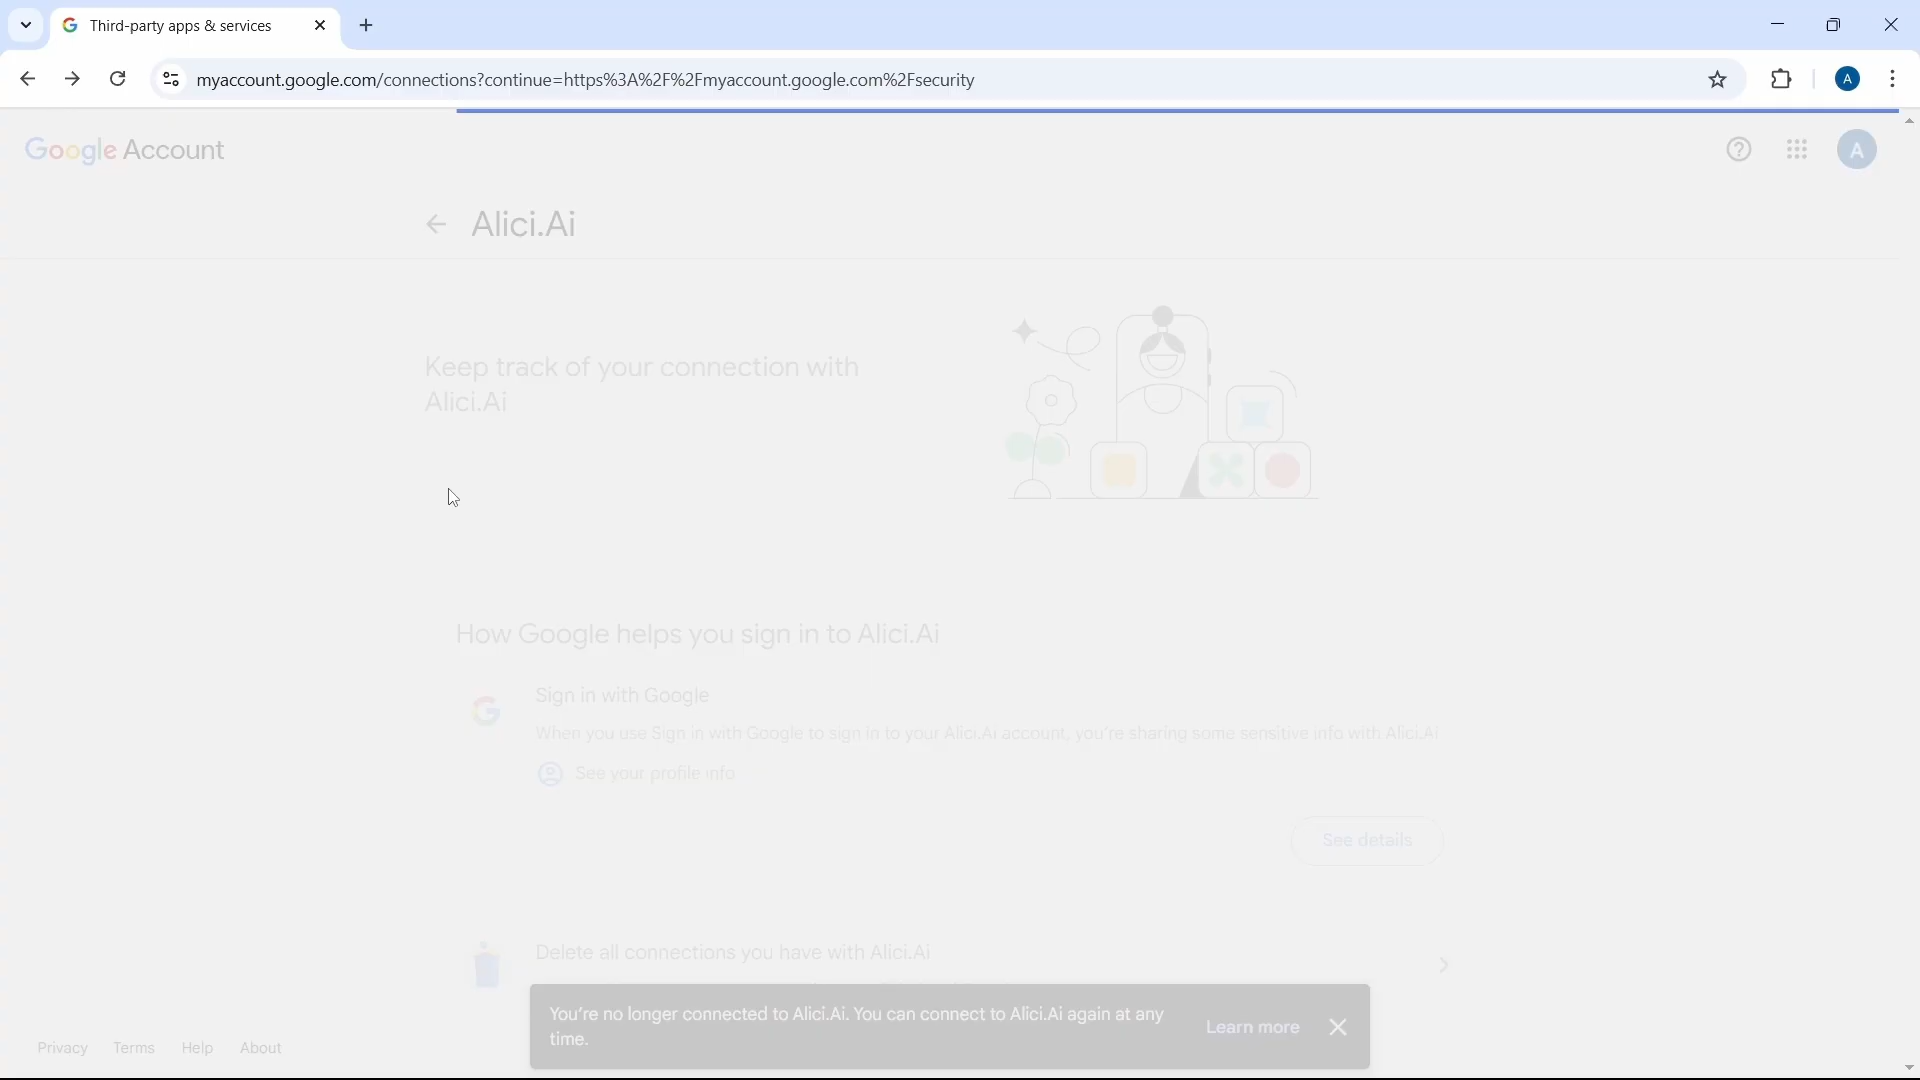 Third-party apps & services
myaccount.google.com/connections?continue=https%3A%2F%2Fmyaccount.google.com%2Fsecurity
A
Google Account
A
Alici.Ai
Keep track of your connection with
Alici.Ai
How Google helps you sign in to Alici.Ai
Sign in with Google
When you use Sign in with Google to sign in to your Alici.Ai account, you're sharing some sensitive info with Alici.Ai
See your profile info
See details
Delete all connections you have with Alici.Ai
You're no longer connected to Alici.Ai. You can connect to Alici.Ai again at any
time.
Learn more
Privacy Terms Help About